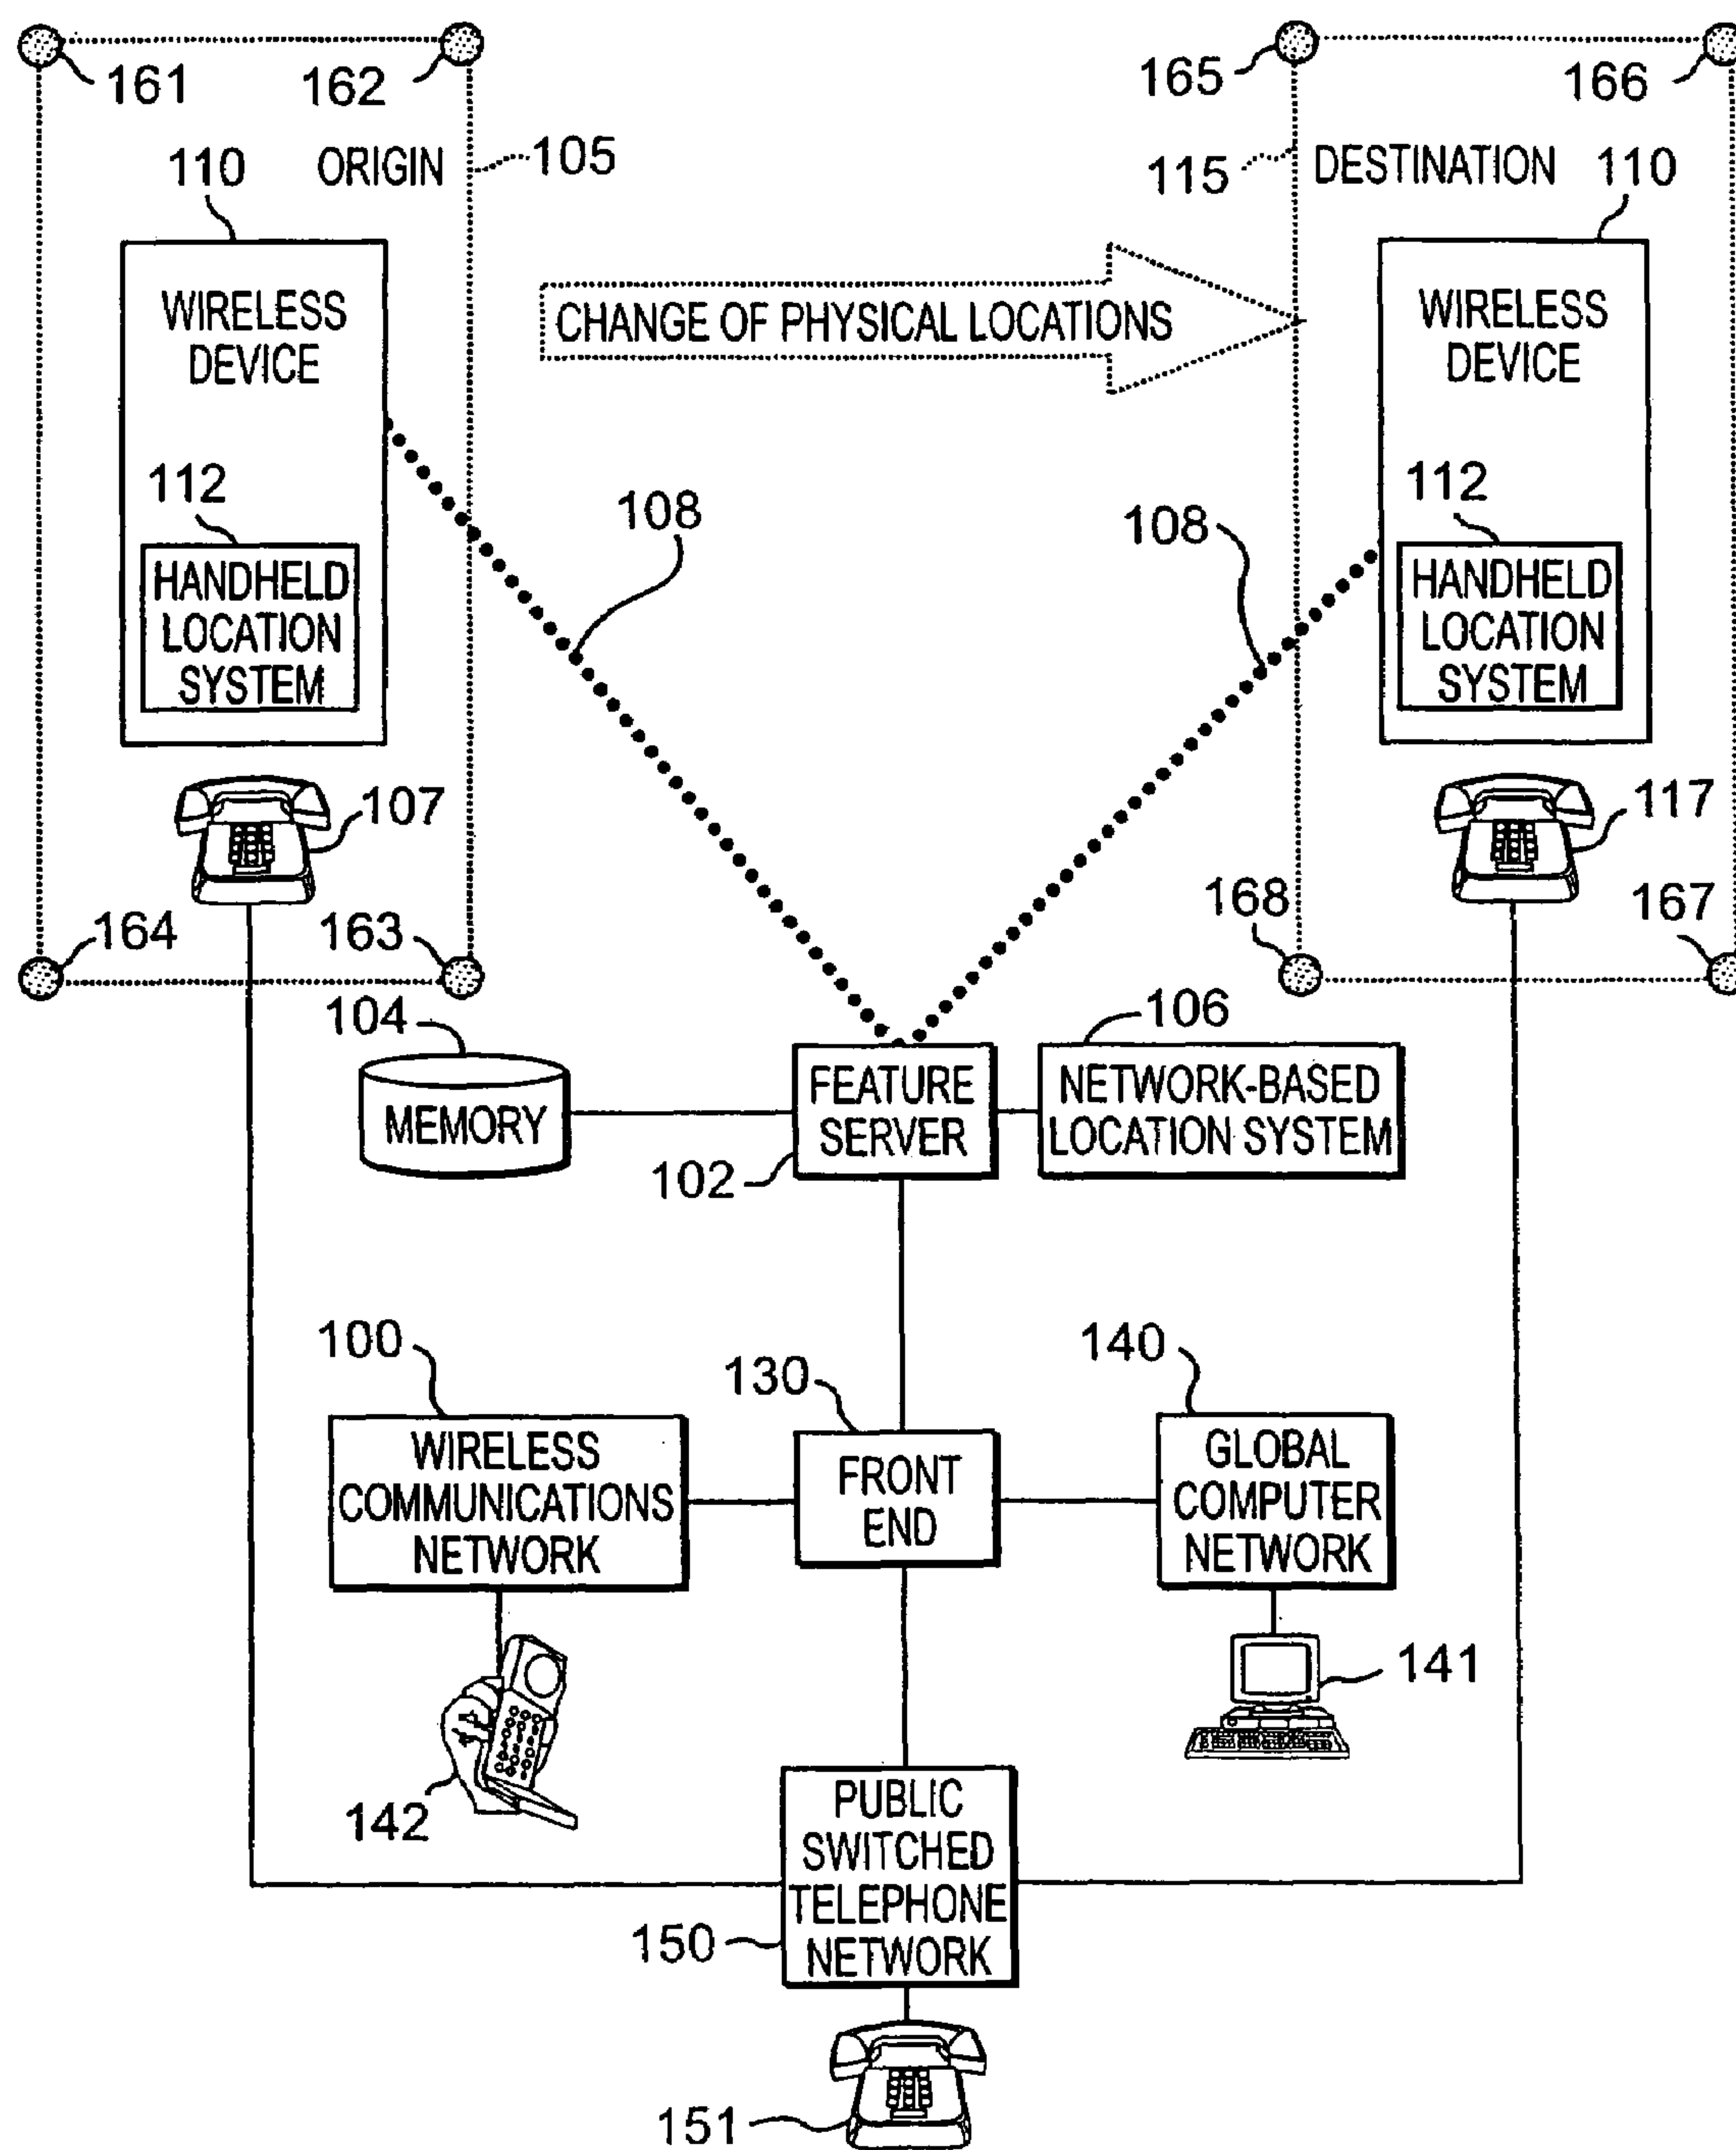 161
162
165
166
110
ORIGIN
105
115
DESTINATION
110
WIRELESS
DEVICE
CHANGE OF PHYSICAL LOCATIONS
WIRELESS
DEVICE
112
108
108
112
HANDHELD
LOCATION
SYSTEM
HANDHELD
LOCATION
SYSTEM
107
117
164
163
168
167
104
106
MEMORY
FEATURE
SERVER
NETWORK-BASED
LOCATION SYSTEM
102
100
130
140
WIRELESS
COMMUNICATIONS
NETWORK
FRONT
END
GLOBAL
COMPUTER
NETWORK
141
142
PUBLIC
SWITCHED
TELEPHONE
NETWORK
150
151